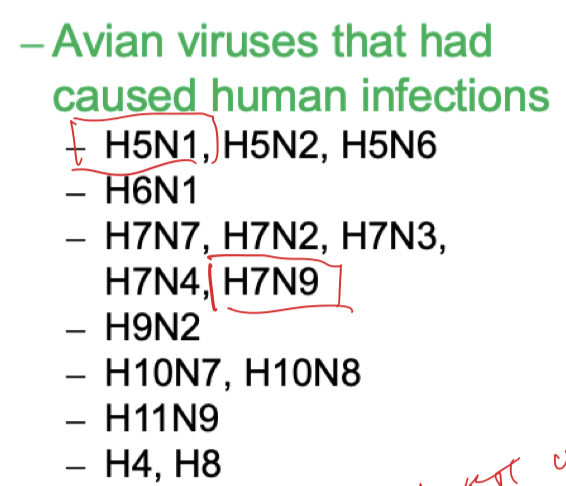 – Avian viruses that had
caused human infections
– H5N1, H5N2, H5N6
– H6N1
– H7N7, H7N2, H7N3,
H7N4, H7N9
– H9N2
– H10N7, H10N8
– H11N9
– H4, H8
not